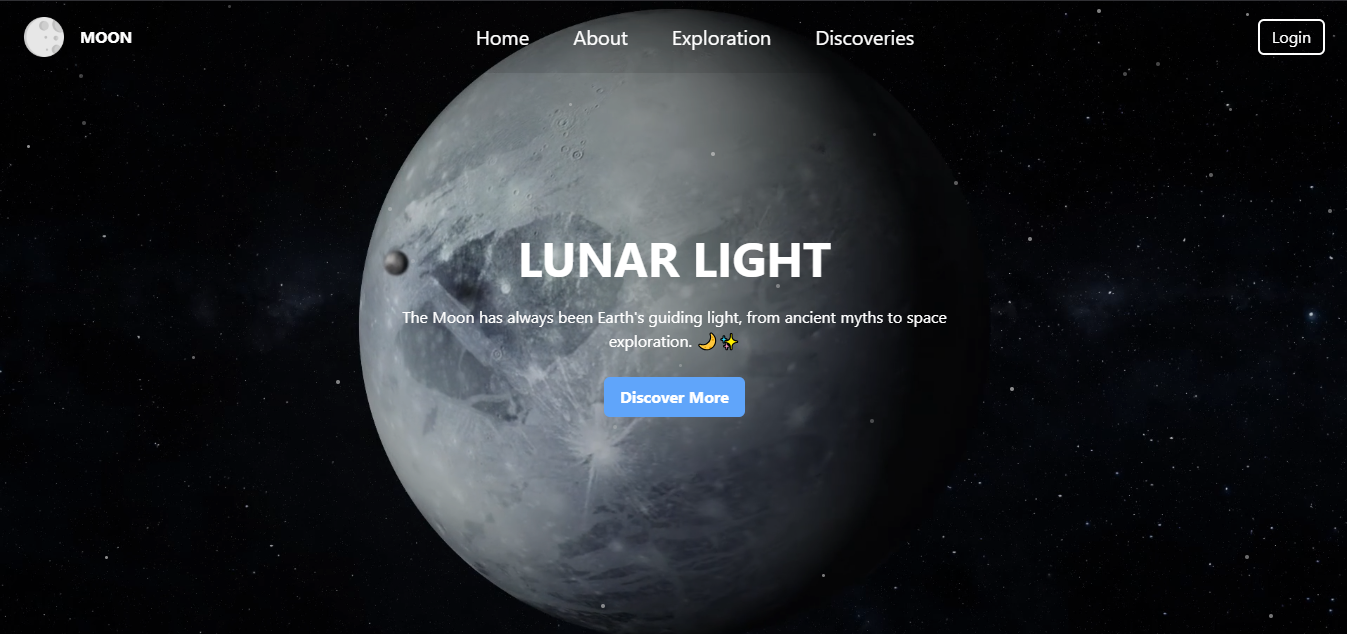 MOON
Home About Exploration Discoveries
Login
LUNAR LIGHT
The Moon has always been Earth's guiding light, from ancient myths to space
exploration. 🌙✨
Discover More